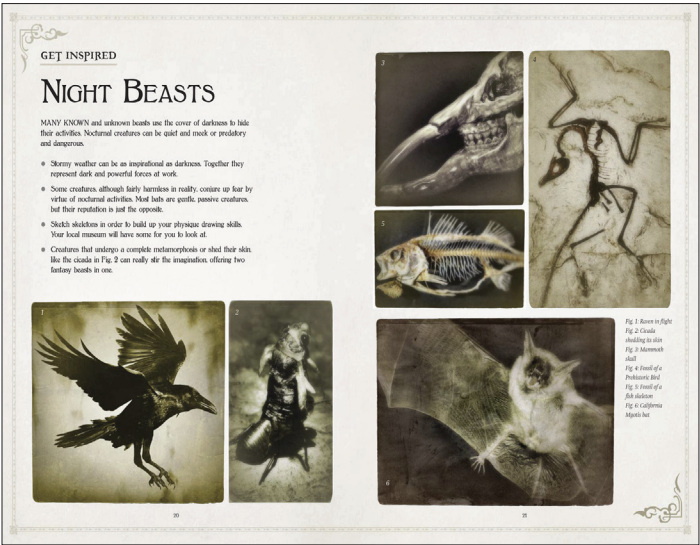 GET INSPIRED
NIGHT BEASTS
MANY KNOWN and unknown beasts use the cover of darkness to hide
their activities. Nocturnal creatures can be quiet and meek or predatory
and dangerous.
Stormy weather can be as inspirational as darkness. Together they
represent dark and powerful forces at work.
Some creatures, although fairly harmless in reality, conjure up fear by
virtue of nocturnal activities. Most bats are gentle, passive creatures,
but their reputation is just the opposite.
Sketch skeletons in order to build up your physique drawing skills.
Your local museum will have some for you to look at.
Creatures that undergo a complete metamorphosis or shed their skin,
like the cicada in Fig. 2 can really stir the imagination, offering two
fantasy beasts in one.
1
2
20
3
4
5
6
Fig. 1: Raven in flight
Fig. 2: Cicada
shedding its skin
Fig. 3: Mammoth
skull
Fig. 4: Fossil of a
Prehistoric Bird
Fig. 5: Fossil of a
fish skeleton
Fig. 6: California
Myotis bat
21